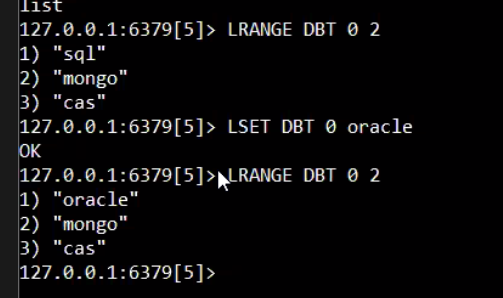 list
127.0.0.1:6379[5]> LRANGE DBT 0 2
1) "sql"
2) "mongo"
3) "cas"
127.0.0.1:6379[5]> LSET DBT 0 oracle
OK
127.0.0.1:6379[5]> LRANGE DBT 0 2
1) "oracle"
2) "mongo"
3) "cas"
127.0.0.1:6379[5]>